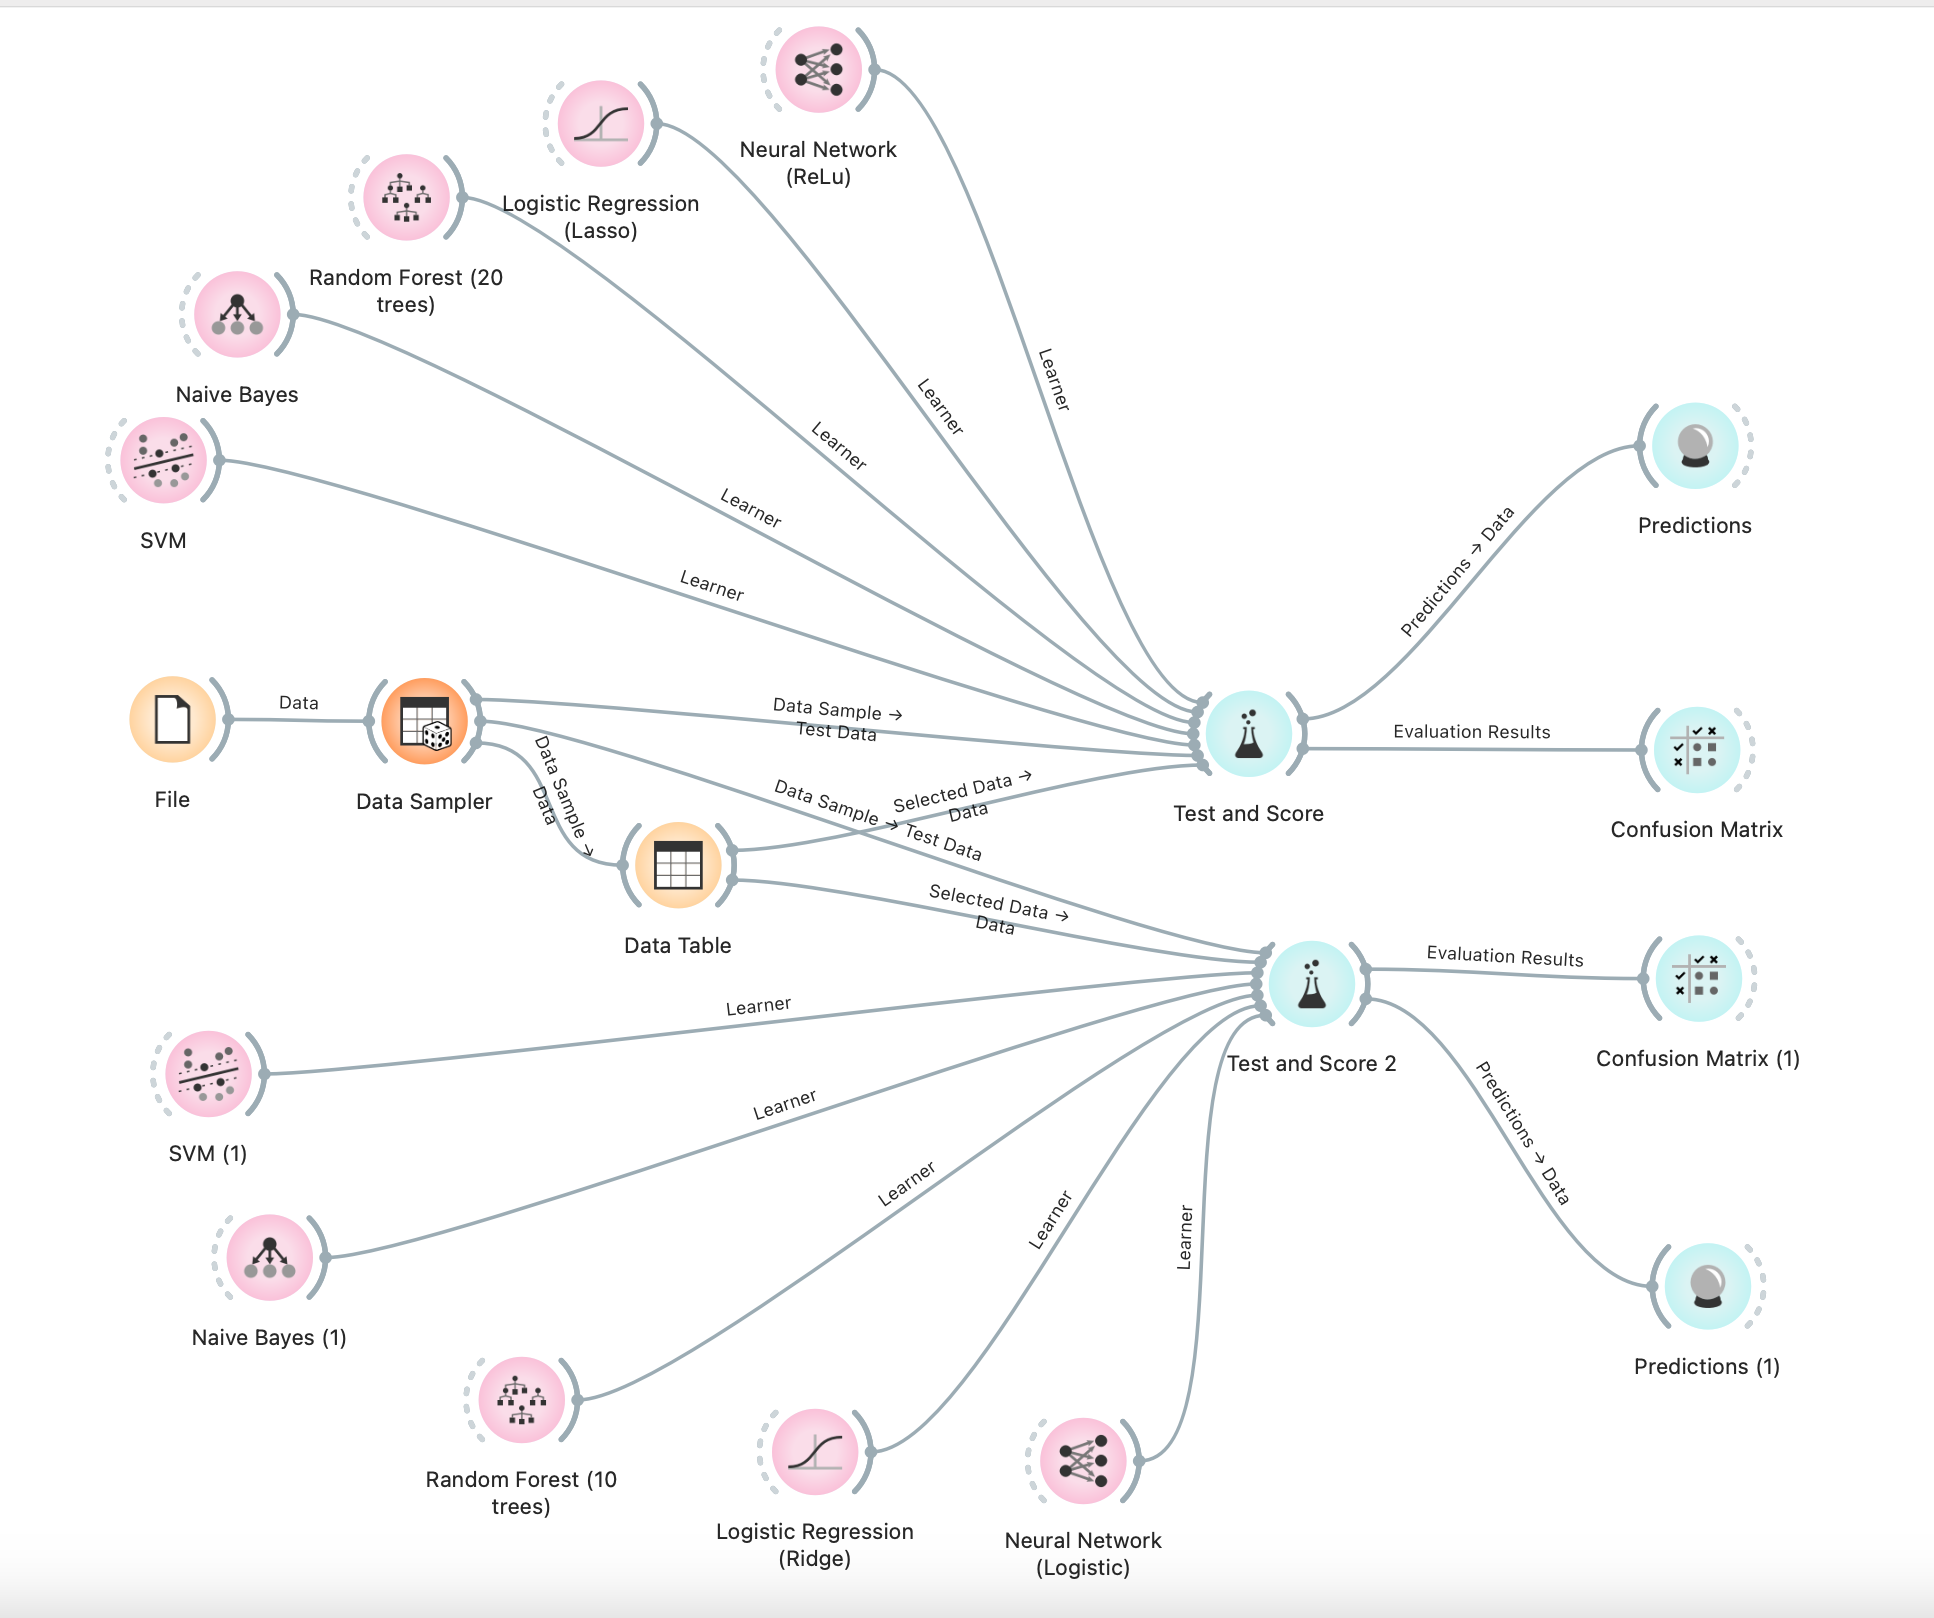 Neural Network
(ReLu)
Logistic Regression
(Lasso)
Random Forest (20
trees)
Naive Bayes
SVM
Learner
Learner
Learner
Learner
Learner
Predictions
Predictions → Data
File
Data
Data Sampler
Data Sample →
Test Data
Data Sample →
Data
Data Sample → Test Data
Selected Data →
Data
Test and Score
Evaluation Results
Confusion Matrix
Data Table
Selected Data →
Data
Test and Score 2
Evaluation Results
Confusion Matrix (1)
Predictions → Data
Predictions (1)
Learner
SVM (1)
Learner
Naive Bayes (1)
Learner
Random Forest (10
trees)
Learner
Logistic Regression
(Ridge)
Learner
Neural Network
(Logistic)